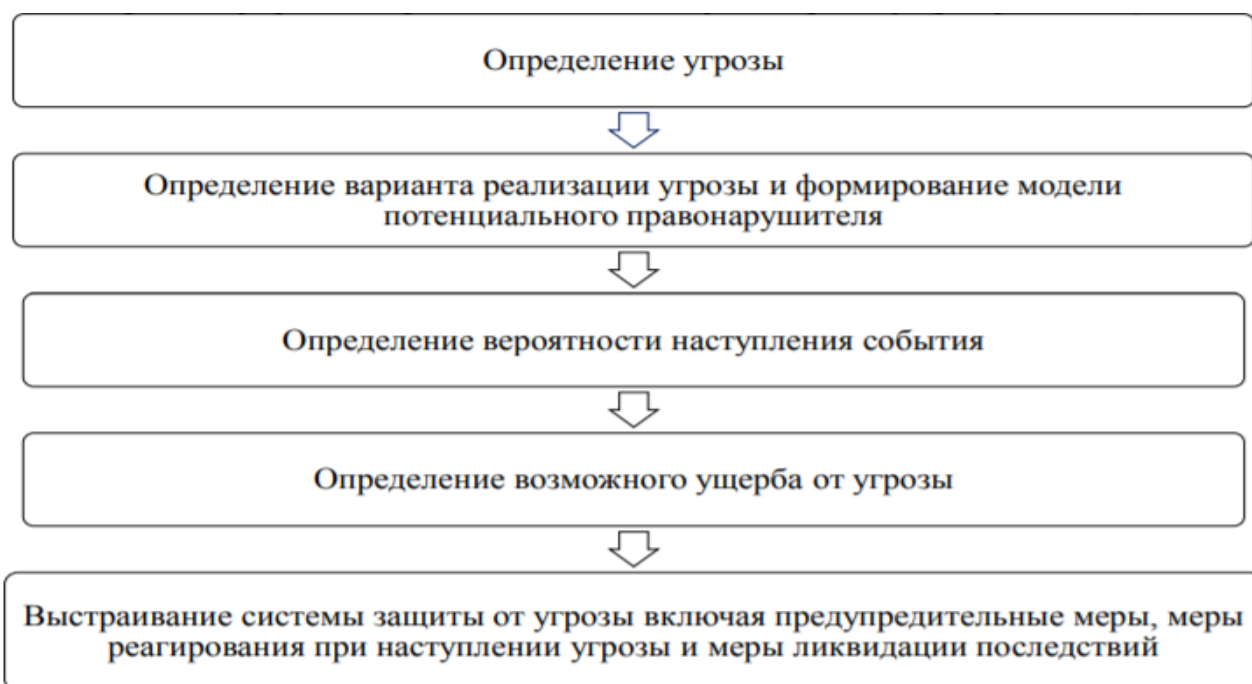 Определение угрозы
Определение варианта реализации угрозы и формирование модели
потенциального правонарушителя
Определение вероятности наступления события
Определение возможного ущерба от угрозы
Выстраивание системы защиты от угрозы включая предупредительные меры, меры
реагирования при наступлении угрозы и меры ликвидации последствий